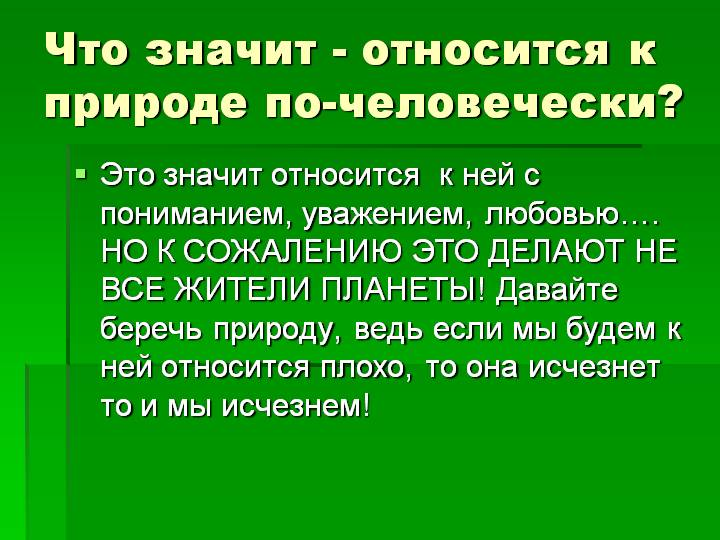 Что значит - относится к
природе по-человечески?
Это значит относится  к ней с
пониманием, уважением, любовью….
НО К СОЖАЛЕНИЮ ЭТО ДЕЛАЮТ НЕ
ВСЕ ЖИТЕЛИ ПЛАНЕТЫ! Давайте
беречь природу, ведь если мы будем к
ней относится плохо, то она исчезнет
то и мы исчезнем!